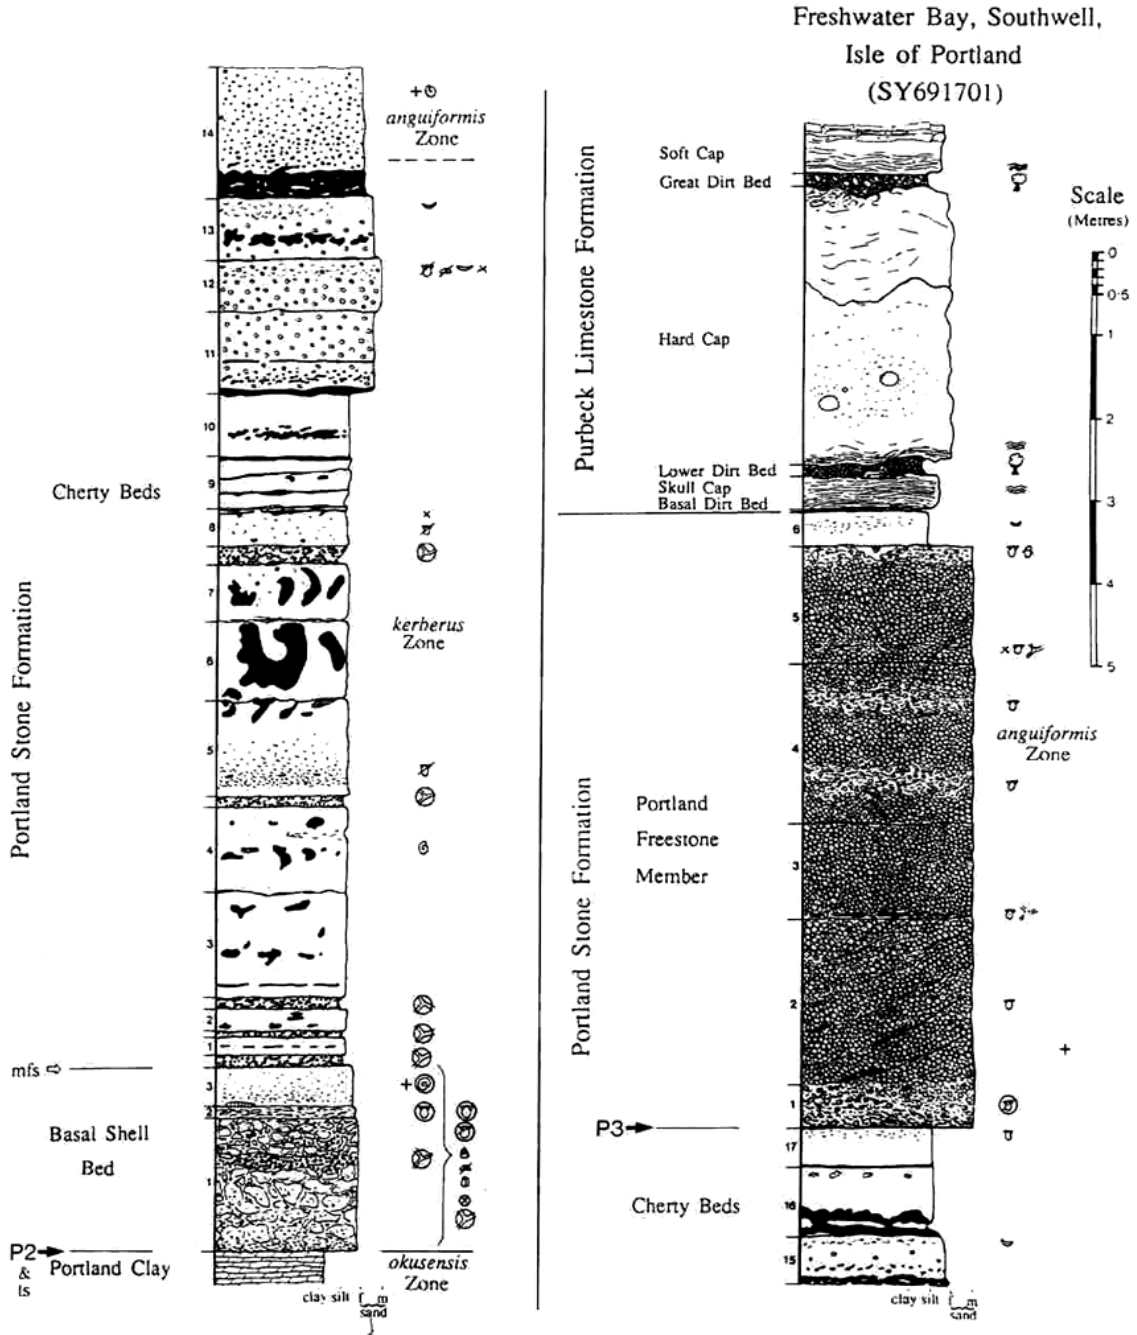 Freshwater Bay, Southwell,
Isle of Portland
(SY691701)
Portland Stone Formation
14
13
12
11
10
9
8
7
6
5
4
3
2
1
3
2
1
Cherty Beds
mfs
Basal Shell
Bed
P2
&
ts
Portland Clay
anguiformis
Zone
kerberus
Zone
okusensis
Zone
clay silt f m
sand
Purbeck Limestone Formation
Portland Stone Formation
Soft Cap
Great Dirt Bed
Hard Cap
Lower Dirt Bed
Skull Cap
Basal Dirt Bed
6
5
4
3
2
1
17
16
15
Portland
Freestone
Member
P3
Cherty Beds
anguiformis
Zone
clay silt f m
sand
Scale
(Metres)
0
0·5
1
2
3
4
5